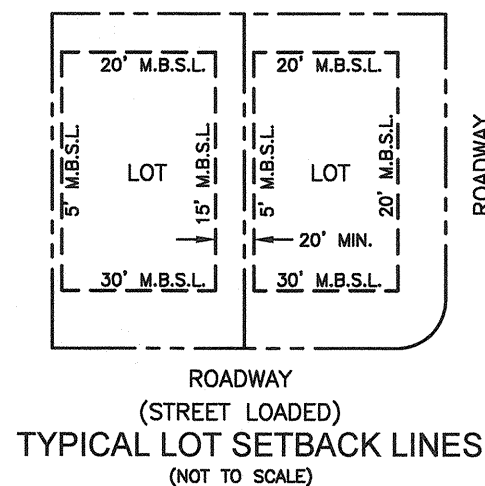 20' M.B.S.L.
20' M.B.S.L.
5' M.B.S.L.
LOT
15' M.B.S.L.
5' M.B.S.L.
LOT
20' M.B.S.L.
ROADWAY
20' MIN.
30' M.B.S.L.
30' M.B.S.L.
ROADWAY
(STREET LOADED)
TYPICAL LOT SETBACK LINES
(NOT TO SCALE)